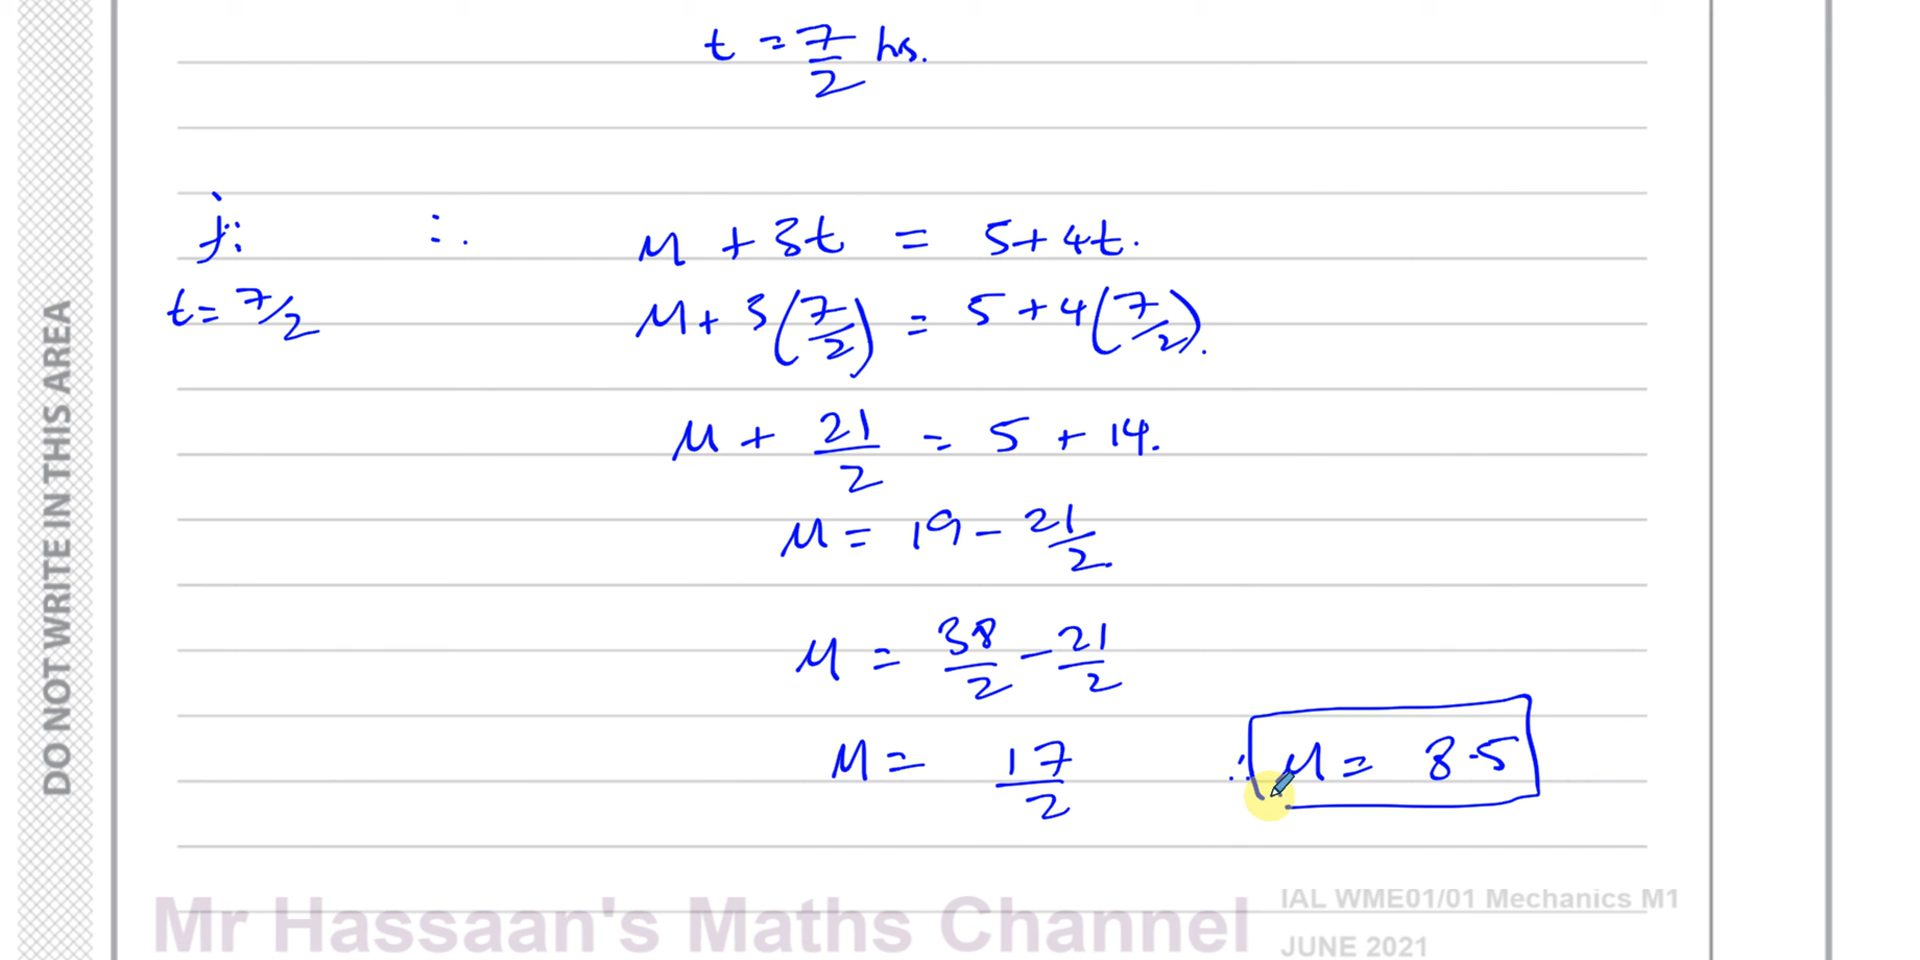 t = 7/2 hs.
j: ∴ μ + 3t = 5+4t.
t = 7/2 μ + 3(7/2) = 5 + 4(7/2).
μ + 21/2 = 5 + 14.
μ = 19 - 21/2.
μ = 38/2 - 21/2
μ = 17/2 ∴ μ = 8.5
DO NOT WRITE IN THIS AREA
Mr Hassaan's Maths Channel
IAL WME01/01 Mechanics M1
JUNE 2021